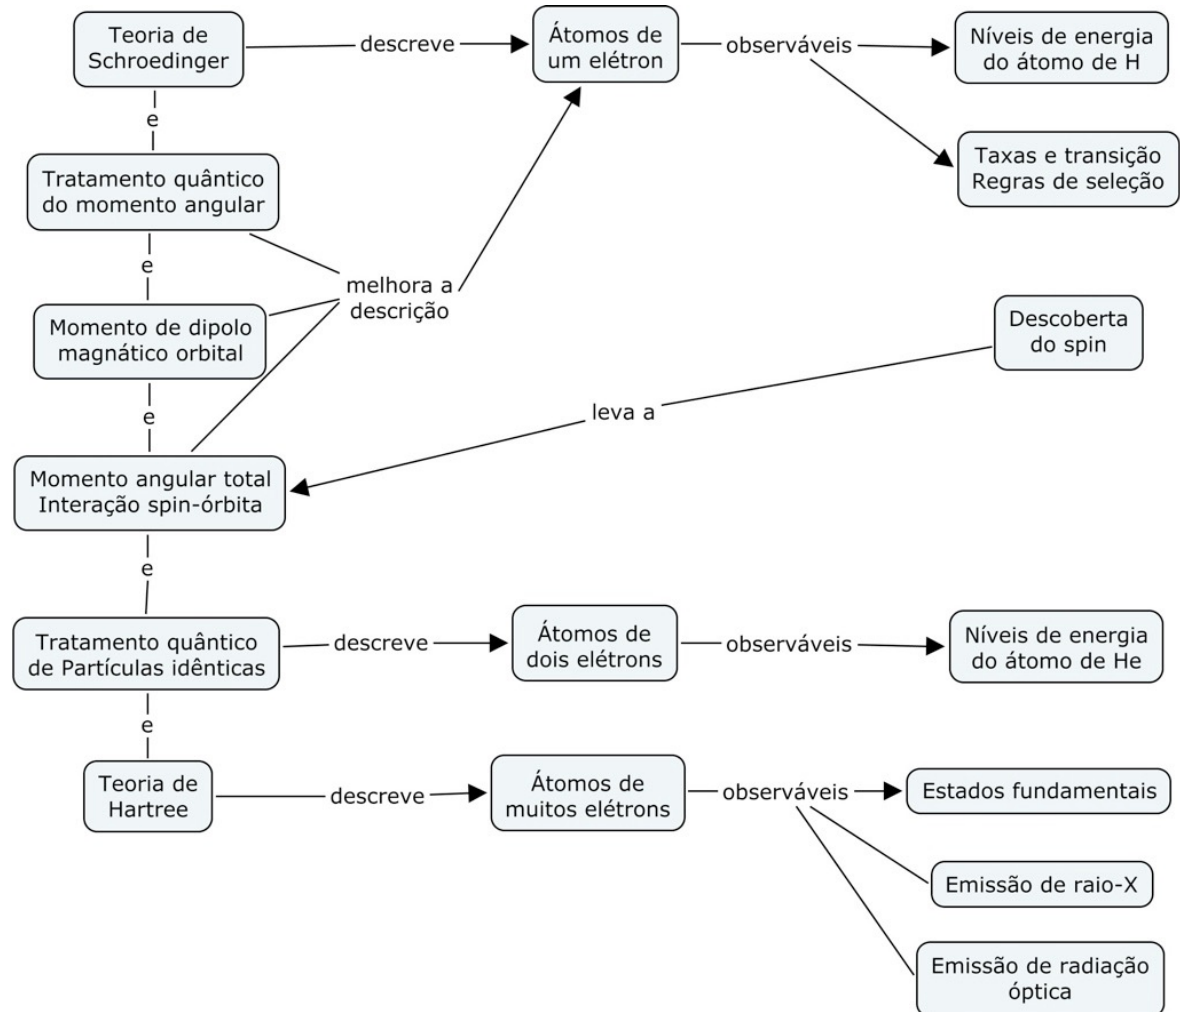 Teoria de
Schroedinger
descreve
Átomos de
um elétron
observáveis
Níveis de energia
do átomo de H
Taxas e transição
Regras de seleção
e
Tratamento quântico
do momento angular
e
melhora a
descrição
Momento de dipolo
magnático orbital
Descoberta
do spin
leva a
e
Momento angular total
Interação spin-órbita
e
Tratamento quântico
de Partículas idênticas
descreve
Átomos de
dois elétrons
observáveis
Níveis de energia
do átomo de He
e
Teoria de
Hartree
descreve
Átomos de
muitos elétrons
observáveis
Estados fundamentais
Emissão de raio-X
Emissão de radiação
óptica